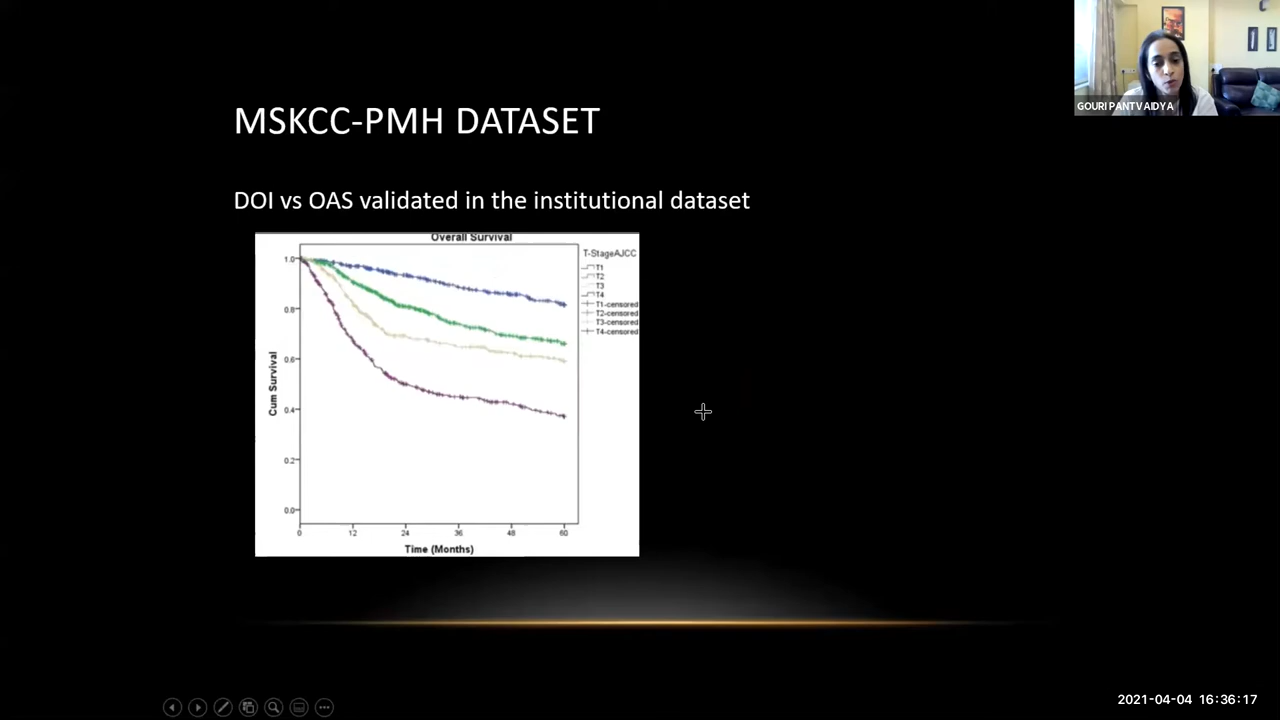 GOURI PANTVAIDYA
MSKCC-PMH DATASET
DOI vs OAS validated in the institutional dataset
Overall Survival
T-StageAJCC
T1
T2
T3
T4
T1-censored
T2-censored
T3-censored
T4-censored
Cum Survival
1.0
0.8
0.6
0.4
0.2
0.0
0 12 24 36 48 60
Time (Months)
2021-04-04 16:36:17